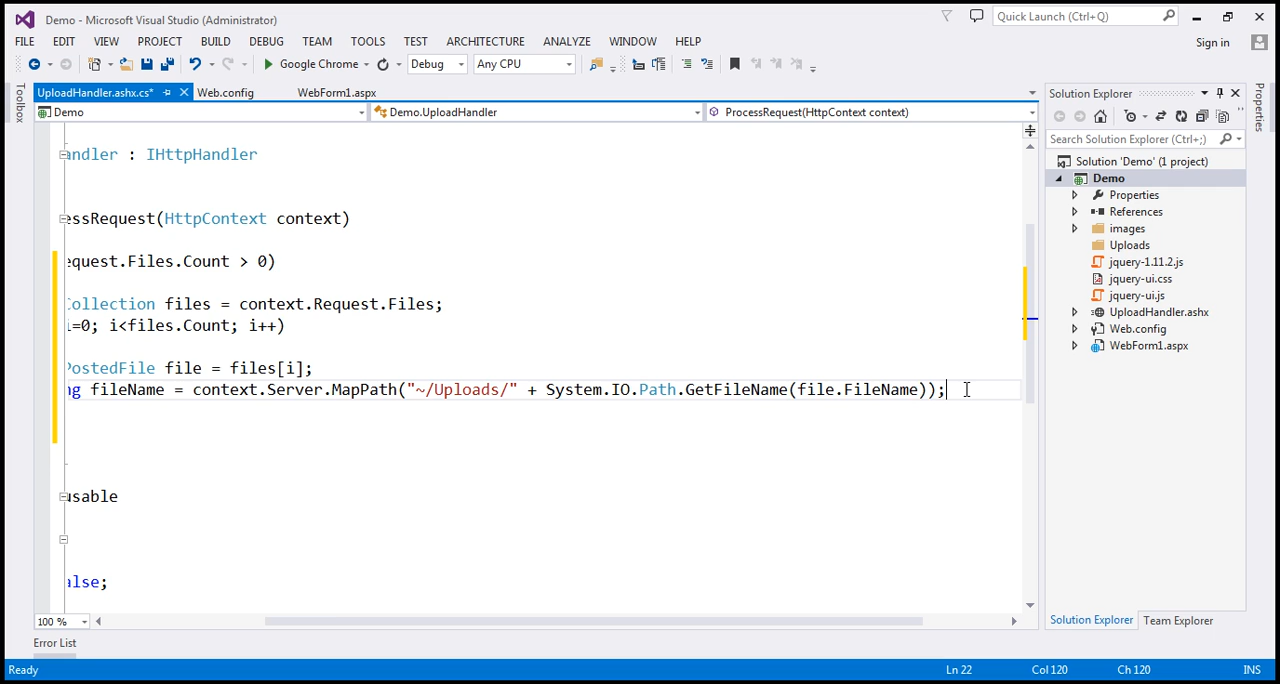 Demo - Microsoft Visual Studio (Administrator)
Quick Launch (Ctrl+Q)
FILE EDIT VIEW PROJECT BUILD DEBUG TEAM TOOLS TEST ARCHITECTURE ANALYZE WINDOW HELP
Sign in
Google Chrome Debug Any CPU
Toolbox
UploadHandler.ashx.cs* Web.config WebForm1.aspx
Demo Demo.UploadHandler ProcessRequest(HttpContext context)
andler : IHttpHandler
essRequest(HttpContext context)
equest.Files.Count > 0)
Collection files = context.Request.Files;
i=0; i<files.Count; i++)
PostedFile file = files[i];
ng fileName = context.Server.MapPath("~/Uploads/" + System.IO.Path.GetFileName(file.FileName));
usable
alse;
100 %
Error List
Solution Explorer
Properties
Search Solution Explorer (Ctrl+;)
Solution 'Demo' (1 project)
Demo
Properties
References
images
Uploads
jquery-1.11.2.js
jquery-ui.css
jquery-ui.js
UploadHandler.ashx
Web.config
WebForm1.aspx
Solution Explorer Team Explorer
Ready Ln 22 Col 120 Ch 120 INS